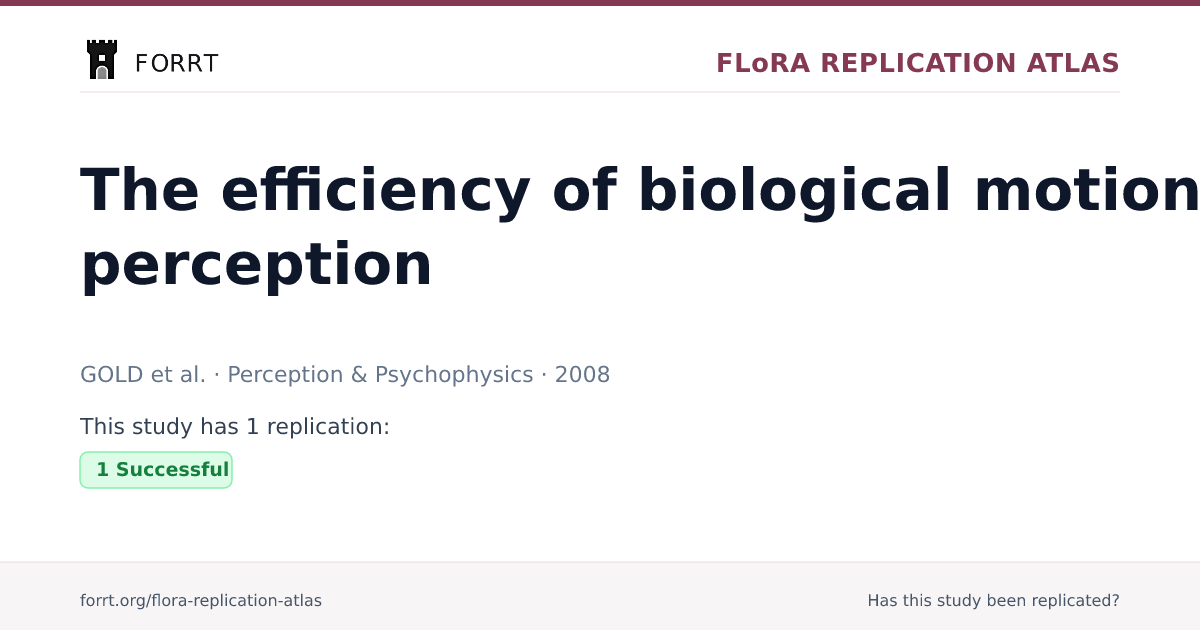 FORRT
FLoRA REPLICATION ATLAS
The efficiency of biological motion
perception
GOLD et al. · Perception & Psychophysics · 2008
This study has 1 replication:
1 Successful
forrt.org/flora-replication-atlas
Has this study been replicated?